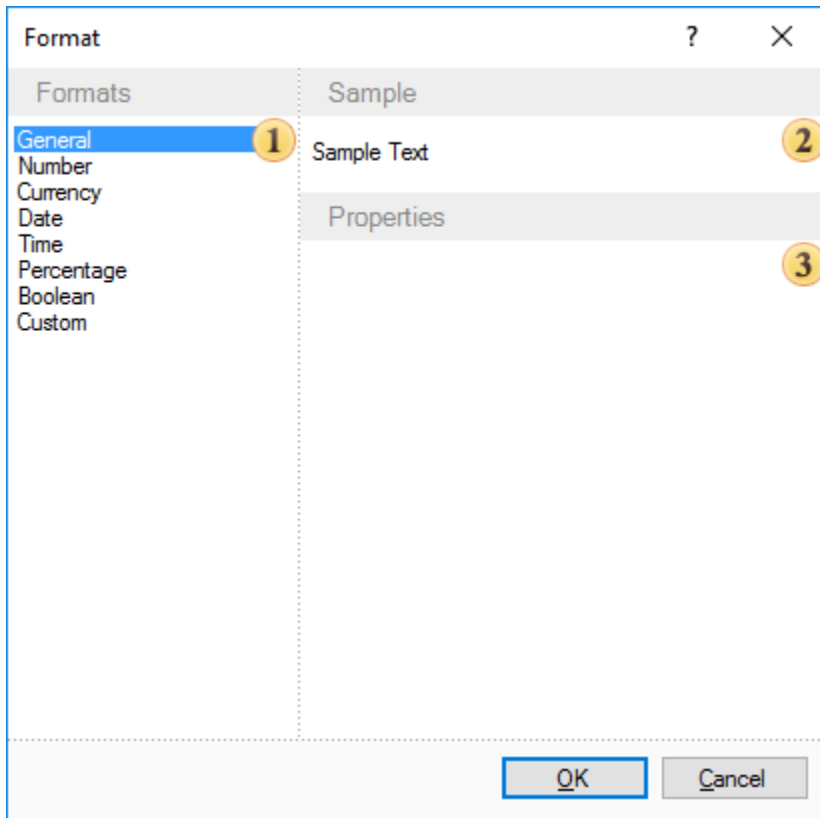 Format ?
Formats
General 1
Number
Currency
Date
Time
Percentage
Boolean
Custom
Sample
Sample Text 2
Properties
3
OK Cancel